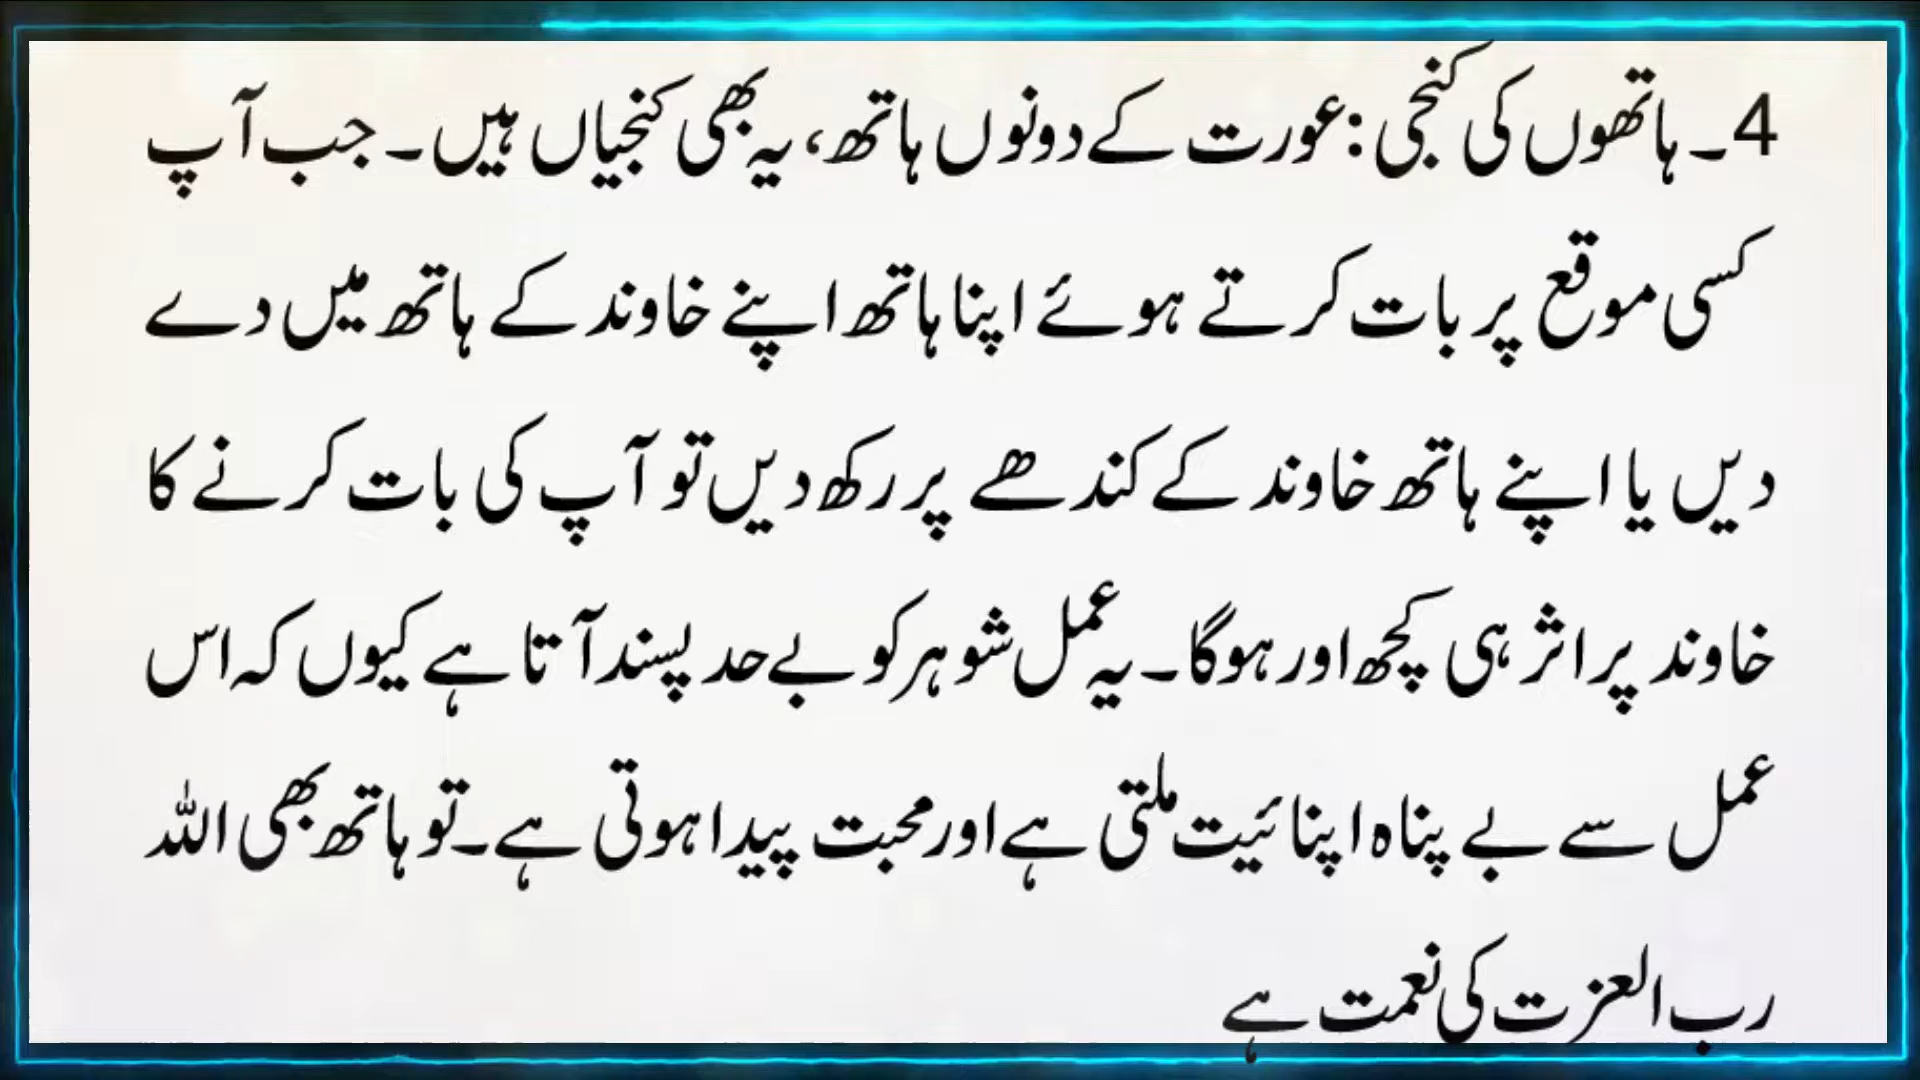 4۔ ہاتھوں کی کنجی: عورت کے دونوں ہاتھ، یہ بھی کنجیاں ہیں۔ جب آپ
کسی موقع پر بات کرتے ہوئے اپنا ہاتھ اپنے خاوند کے ہاتھ میں دے
دیں یا اپنے ہاتھ خاوند کے کندھے پر رکھ دیں تو آپ کی بات کرنے کا
خاوند پر اثر ہی کچھ اور ہوگا۔ یہ عمل شوہر کو بے حد پسند آتا ہے کیوں کہ اس
عمل سے بے پناہ اپنائیت ملتی ہے اور محبت پیدا ہوتی ہے۔ تو ہاتھ بھی اللہ
رب العزت کی نعمت ہے